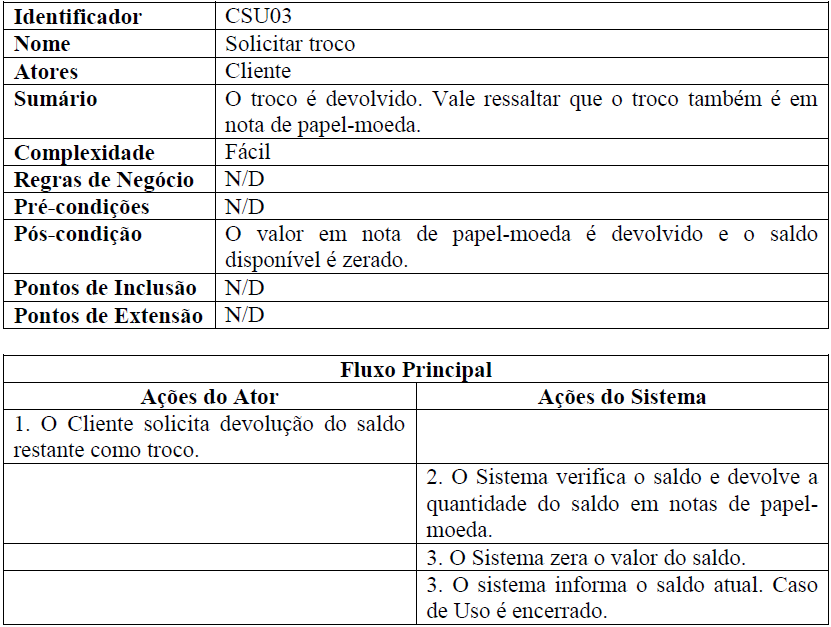 Identificador CSU03
Nome Solicitar troco
Atores Cliente
Sumário O troco é devolvido. Vale ressaltar que o troco também é em
nota de papel-moeda.
Complexidade Fácil
Regras de Negócio N/D
Pré-condições N/D
Pós-condição O valor em nota de papel-moeda é devolvido e o saldo
disponível é zerado.
Pontos de Inclusão N/D
Pontos de Extensão N/D
Fluxo Principal
Ações do Ator Ações do Sistema
1. O Cliente solicita devolução do saldo
restante como troco.
2. O Sistema verifica o saldo e devolve a
quantidade do saldo em notas de papel-
moeda.
3. O Sistema zera o valor do saldo.
3. O sistema informa o saldo atual. Caso
de Uso é encerrado.